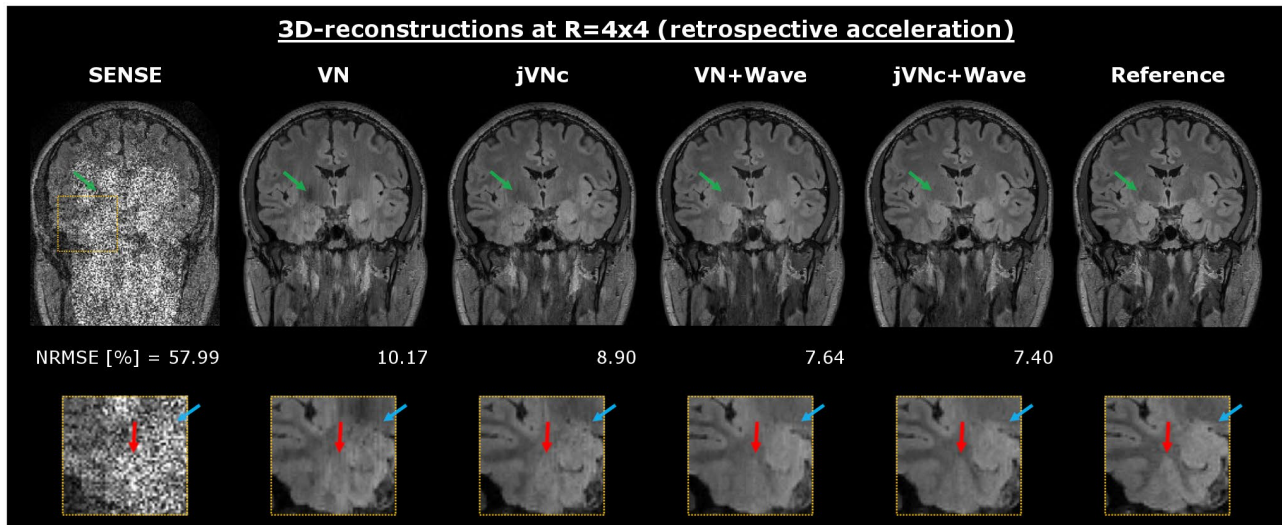 3D-reconstructions at R=4x4 (retrospective acceleration)
SENSE VN jVNc VN+Wave jVNc+Wave Reference
NRMSE [%] = 57.99 10.17 8.90 7.64 7.40